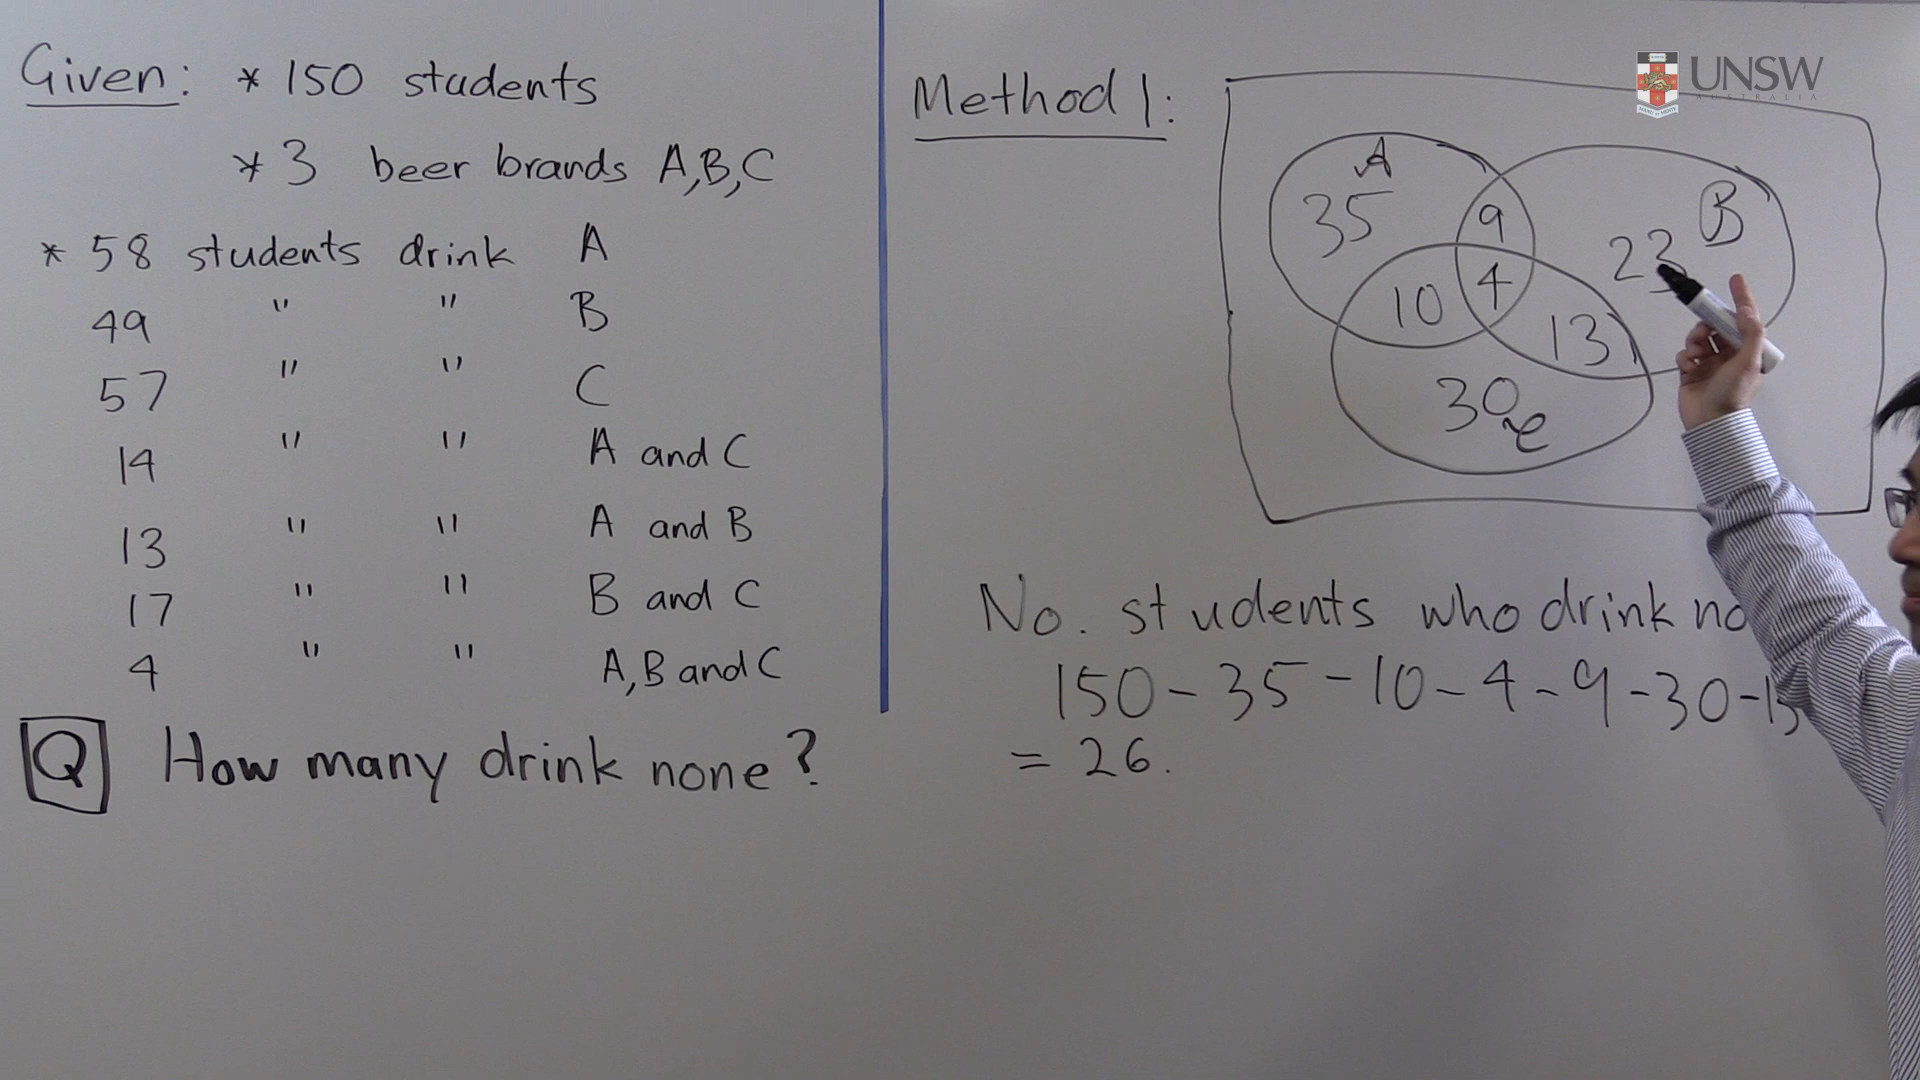 Given: * 150 students
* 3 beer brands A,B,C
* 58 students drink A
49 " " B
57 " " C
14 " " A and C
13 " " A and B
17 " " B and C
4 " " A,B and C
Q How many drink none?
Method 1:
UNSW
AUSTRALIA
A
35
9
B
23
10
4
13
30
C
No. students who drink
150 - 35 - 10 - 4 - 9 - 30 -
= 26.